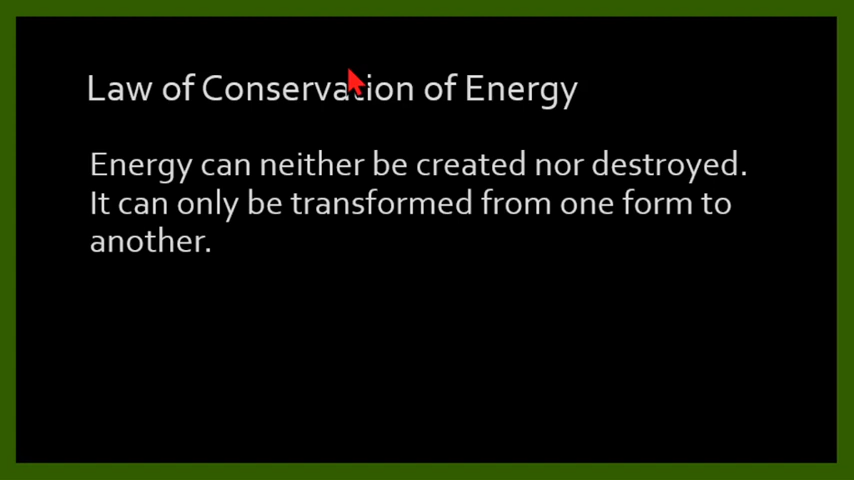 Law of Conservation of Energy
Energy can neither be created nor destroyed.
It can only be transformed from one form to
another.